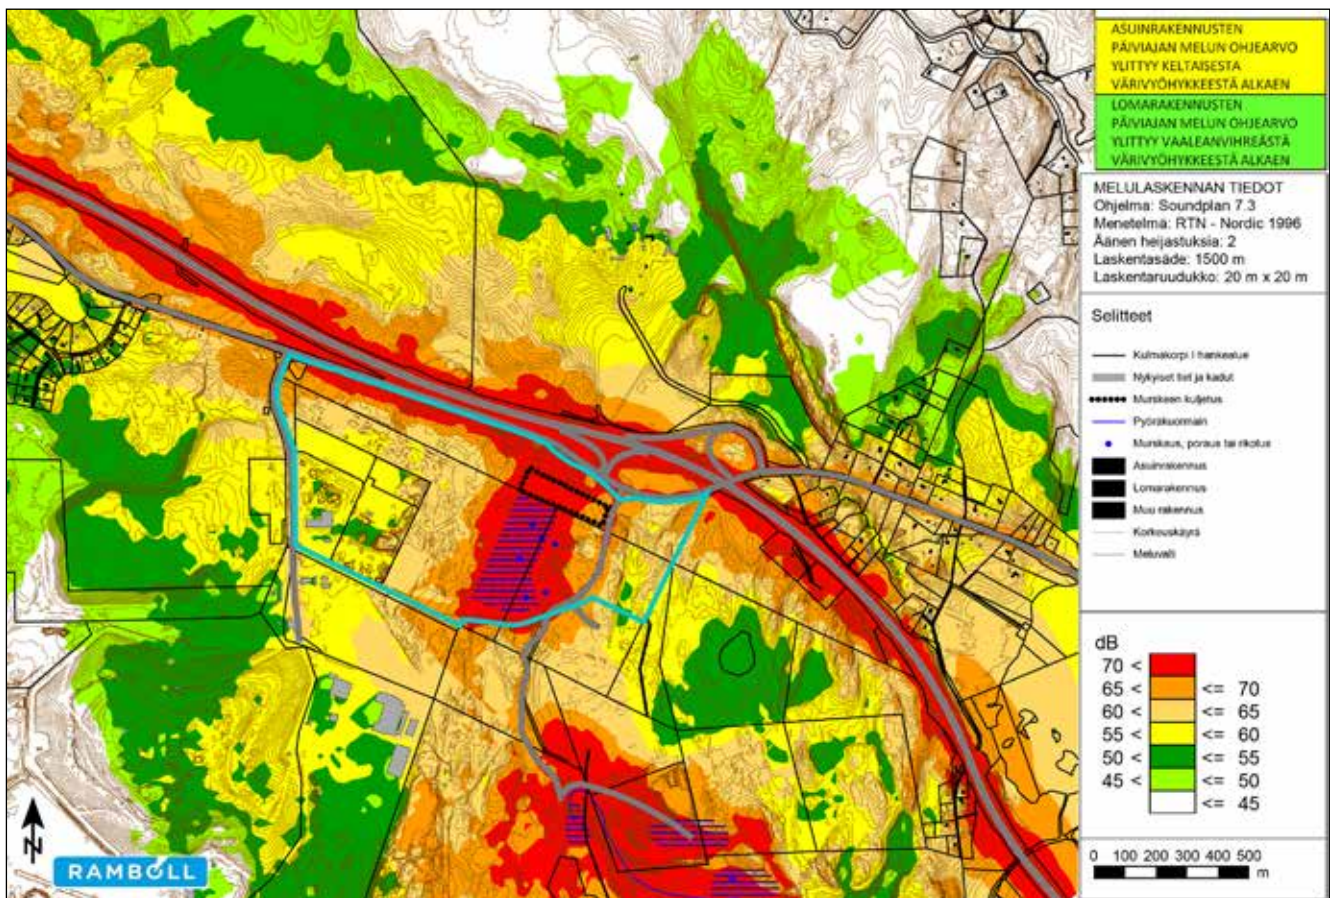 ASUINRAKENNUSTEN
PÄIVIAJAN MELUN OHJEARVO
YLITTYY KELTAISESTA
VÄRIVYÖHYKKEESTÄ ALKAEN
LOMARAKENNUSTEN
PÄIVIAJAN MELUN OHJEARVO
YLITTYY VAALEANVIHREÄSTÄ
VÄRIVYÖHYKKEESTÄ ALKAEN
MELULASKENNAN TIEDOT
Ohjelma: Soundplan 7.3
Menetelmä: RTN - Nordic 1996
Äänen heijastuksia: 2
Laskentasäde: 1500 m
Laskentaruudukko: 20 m x 20 m
Selitteet
Kulmakorpi I hankealue
Nykyiset tiet ja kadut
Murskeen kuljetus
Pyöräkuormain
Murskaus, poraus tai rikotus
Asuinrakennus
Lomarakennus
Muu rakennus
Korkeuskäyrä
Meluvalli
dB
70 <
65 < <= 70
60 < <= 65
55 < <= 60
50 < <= 55
45 < <= 50
<= 45
0 100 200 300 400 500
m
N
RAMBOLL